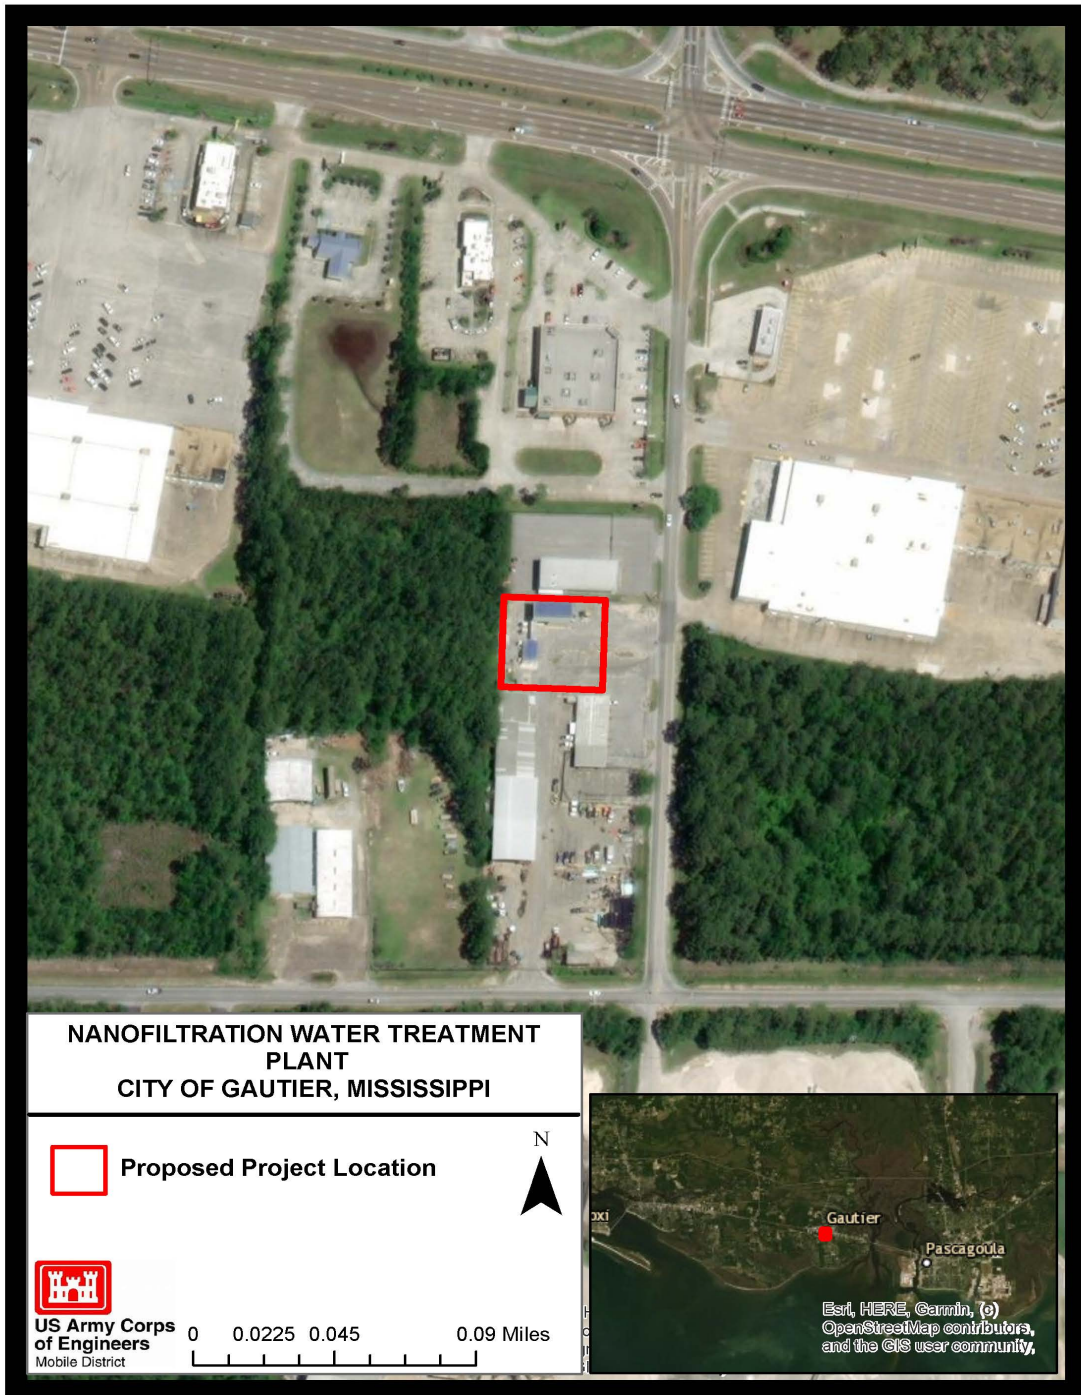 NANOFILTRATION WATER TREATMENT
PLANT
CITY OF GAUTIER, MISSISSIPPI
Proposed Project Location
N
US Army Corps
of Engineers
Mobile District
0 0.0225 0.045 0.09 Miles
oxi
Gautier
Pascagoula
Esri, HERE, Garmin, (c)
OpenStreetMap contributors,
and the GIS user community,